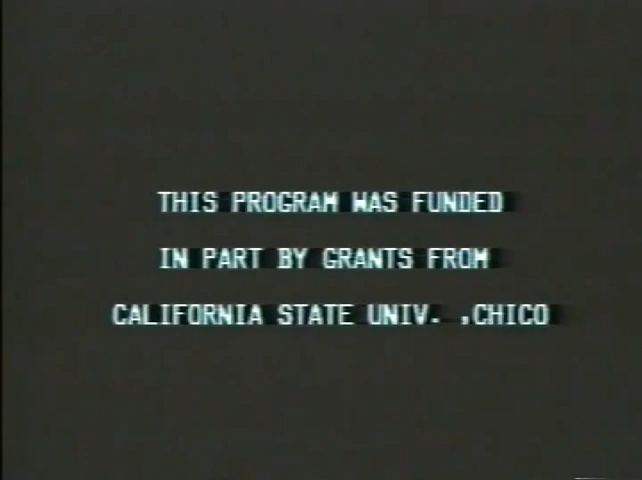 THIS PROGRAM WAS FUNDED
IN PART BY GRANTS FROM
CALIFORNIA STATE UNIV. ,CHICO